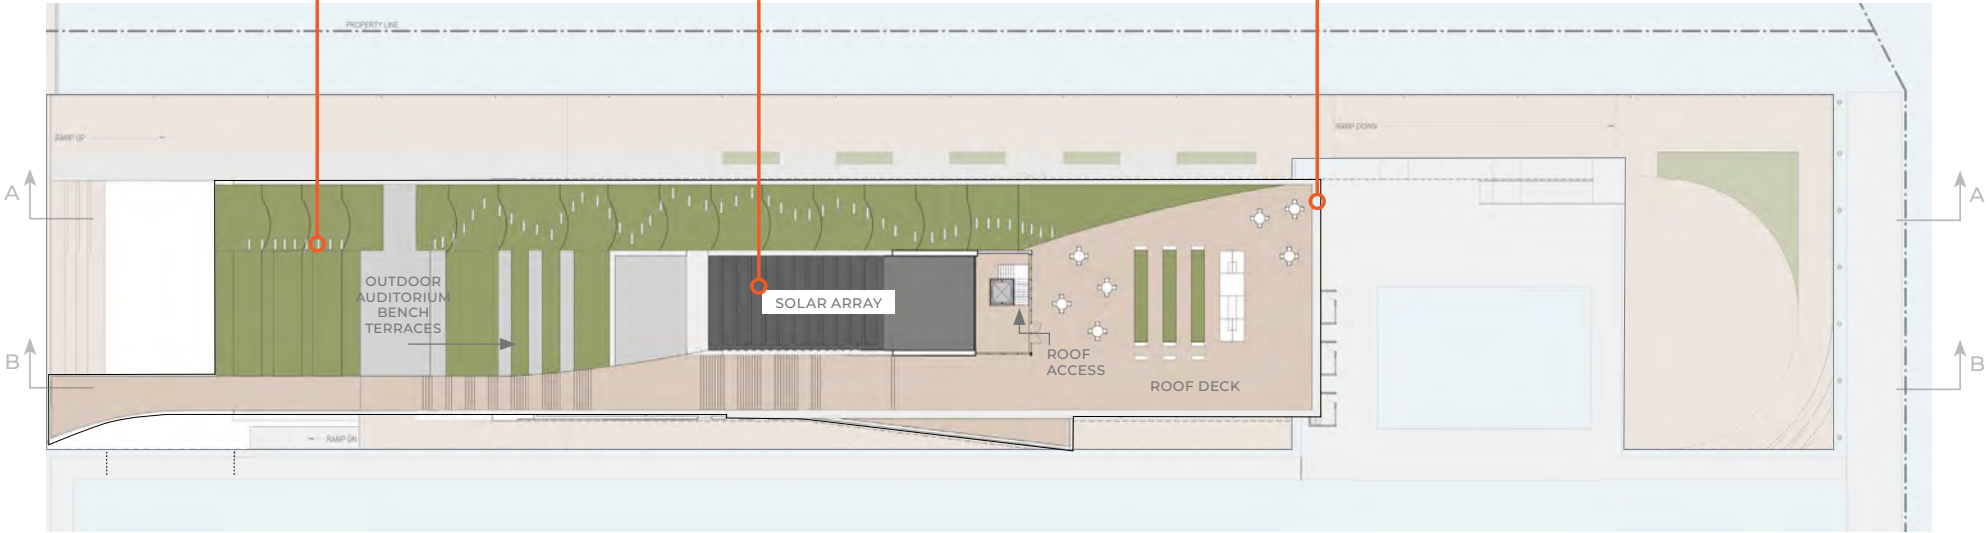 PROPERTY LINE
RAMP UP
RAMP DOWN
A
A
OUTDOOR
AUDITORIUM
BENCH
TERRACES
SOLAR ARRAY
B
B
ROOF
ACCESS
ROOF DECK
RAMP DN